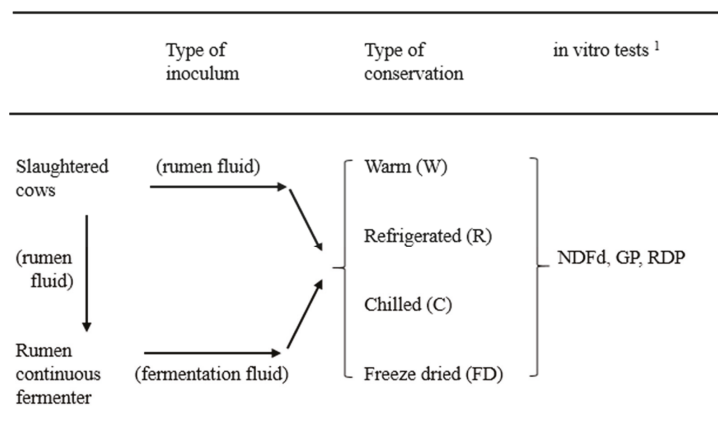 Type of
inoculum
Type of
conservation
in vitro tests 1
Slaughtered
cows
(rumen fluid)
Warm (W)
Refrigerated (R)
(rumen
fluid)
NDFd, GP, RDP
Chilled (C)
Rumen
continuous
fermenter
(fermentation fluid)
Freeze dried (FD)